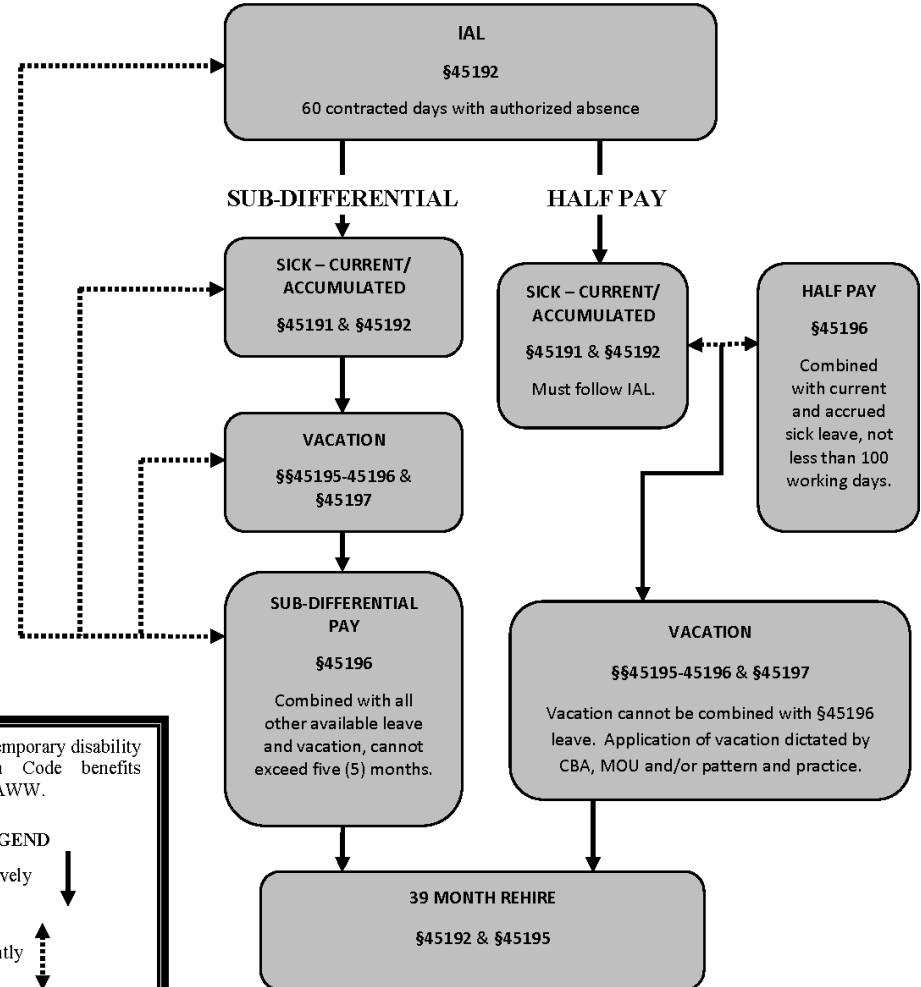 IAL
§45192
60 contracted days with authorized absence
SUB-DIFFERENTIAL
HALF PAY
SICK – CURRENT/
ACCUMULATED
§45191 & §45192
SICK – CURRENT/
ACCUMULATED
§45191 & §45192
Must follow IAL.
HALF PAY
§45196
Combined
with current
and accrued
sick leave, not
less than 100
working days.
VACATION
§§45195-45196 &
§45197
SUB-DIFFERENTIAL
PAY
§45196
Combined with all
other available leave
and vacation, cannot
exceed five (5) months.
VACATION
§§45195-45196 & §45197
Vacation cannot be combined with §45196
leave. Application of vacation dictated by
CBA, MOU and/or pattern and practice.
39 MONTH REHIRE
§45192 & §45195
disability
Code benefits
AWW.